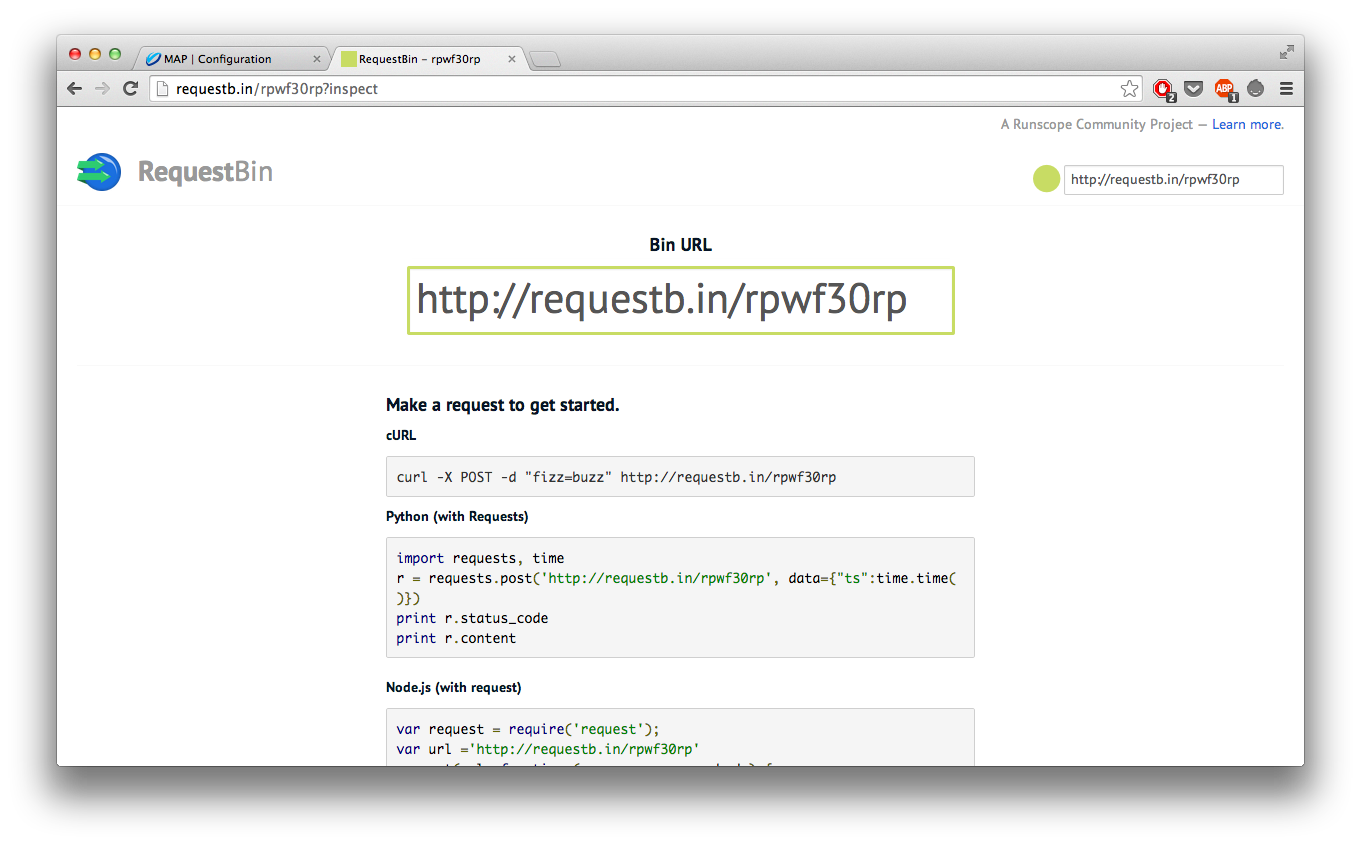 MAP | Configuration
RequestBin – rpwf30rp
requestb.in/rpwf30rp?inspect
2
ABP
1
A Runscope Community Project — Learn more.
RequestBin
http://requestb.in/rpwf30rp
Bin URL
http://requestb.in/rpwf30rp
Make a request to get started.
cURL
curl -X POST -d "fizz=buzz" http://requestb.in/rpwf30rp
Python (with Requests)
import requests, time
r = requests.post('http://requestb.in/rpwf30rp', data={"ts":time.time(
)})
print r.status_code
print r.content
Node.js (with request)
var request = require('request');
var url ='http://requestb.in/rpwf30rp'